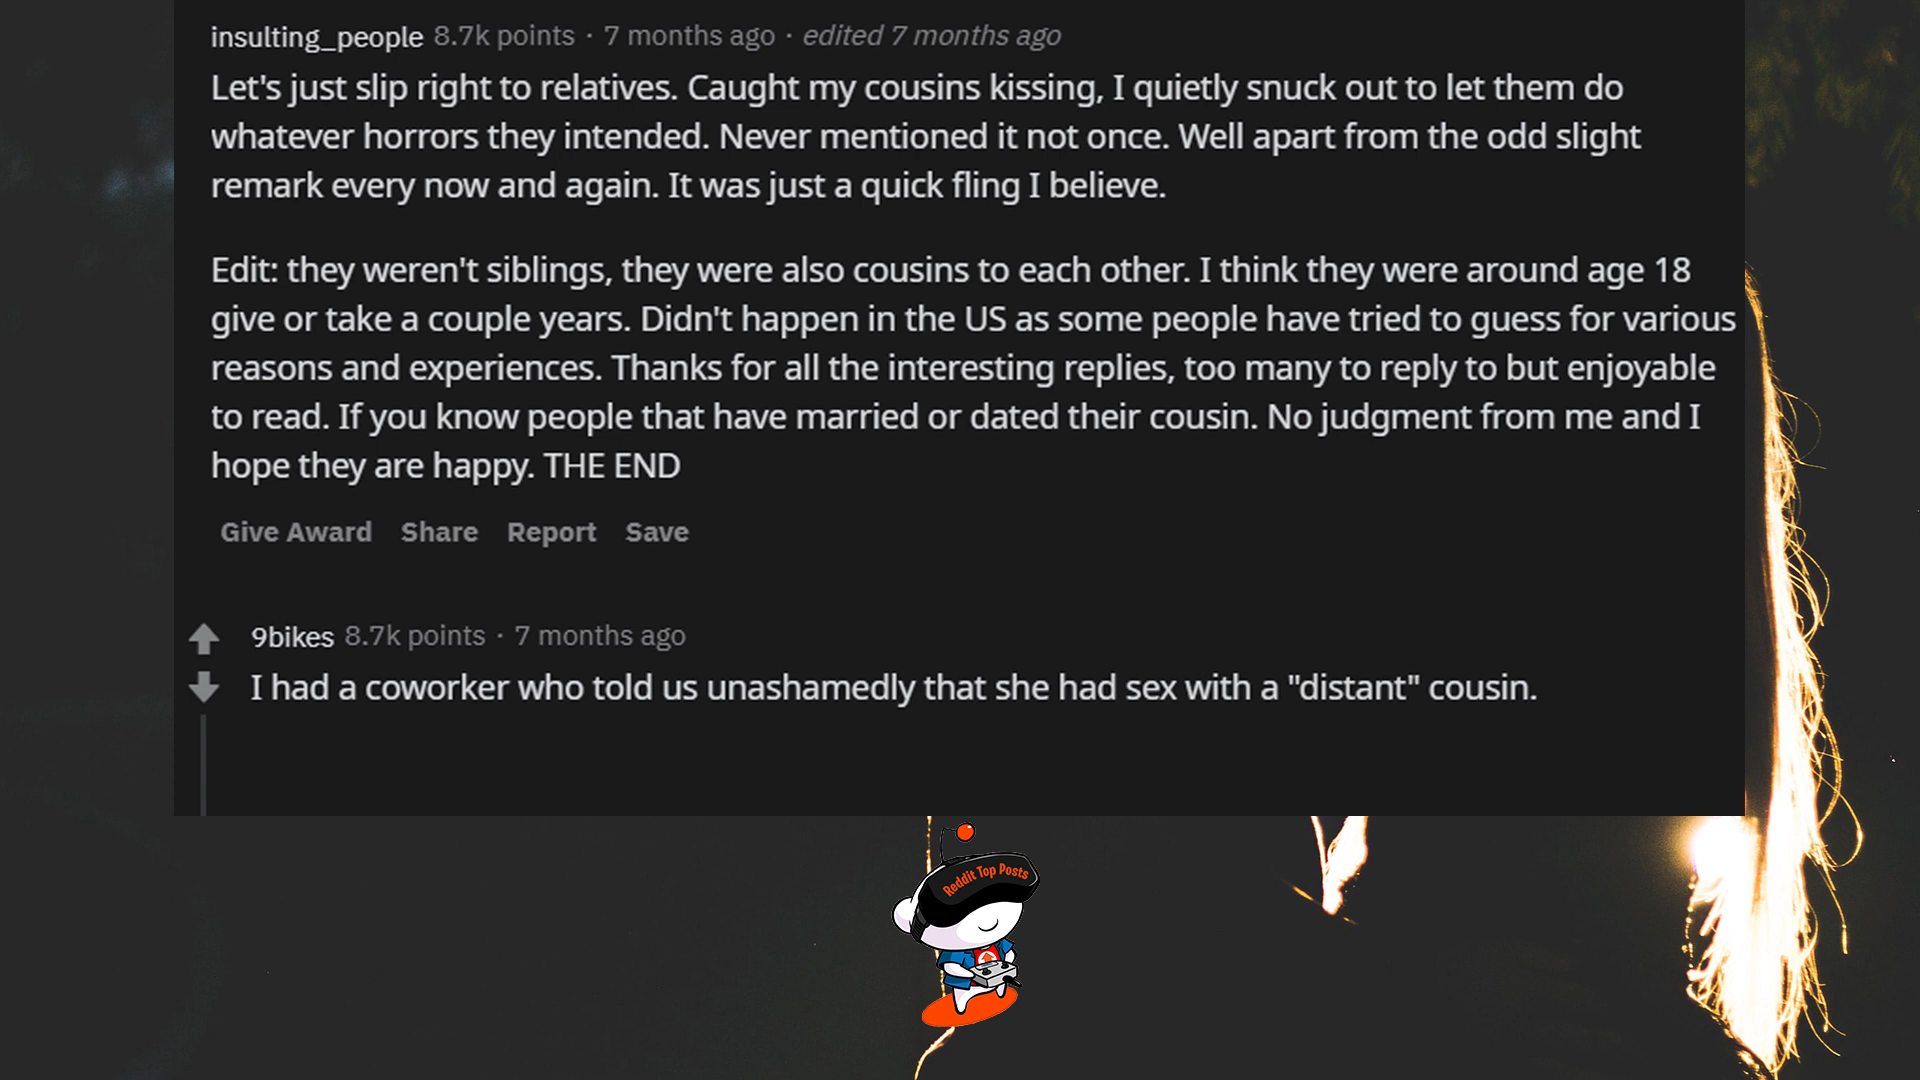 insulting_people 8.7k points · 7 months ago · edited 7 months ago
Let's just slip right to relatives. Caught my cousins kissing, I quietly snuck out to let them do
whatever horrors they intended. Never mentioned it not once. Well apart from the odd slight
remark every now and again. It was just a quick fling I believe.
Edit: they weren't siblings, they were also cousins to each other. I think they were around age 18
give or take a couple years. Didn't happen in the US as some people have tried to guess for various
reasons and experiences. Thanks for all the interesting replies, too many to reply to but enjoyable
to read. If you know people that have married or dated their cousin. No judgment from me and I
hope they are happy. THE END
Give Award Share Report Save
9bikes 8.7k points · 7 months ago
I had a coworker who told us unashamedly that she had sex with a "distant" cousin.
Reddit Top Posts